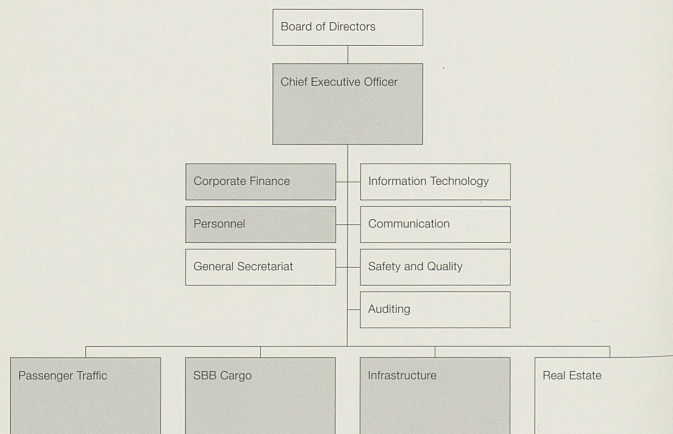 Board of Directors
Chief Executive Officer
Corporate Finance
Information Technology
Personnel
Communication
General Secretariat
Safety and Quality
Auditing
Passenger Traffic
SBB Cargo
Infrastructure
Real Estate